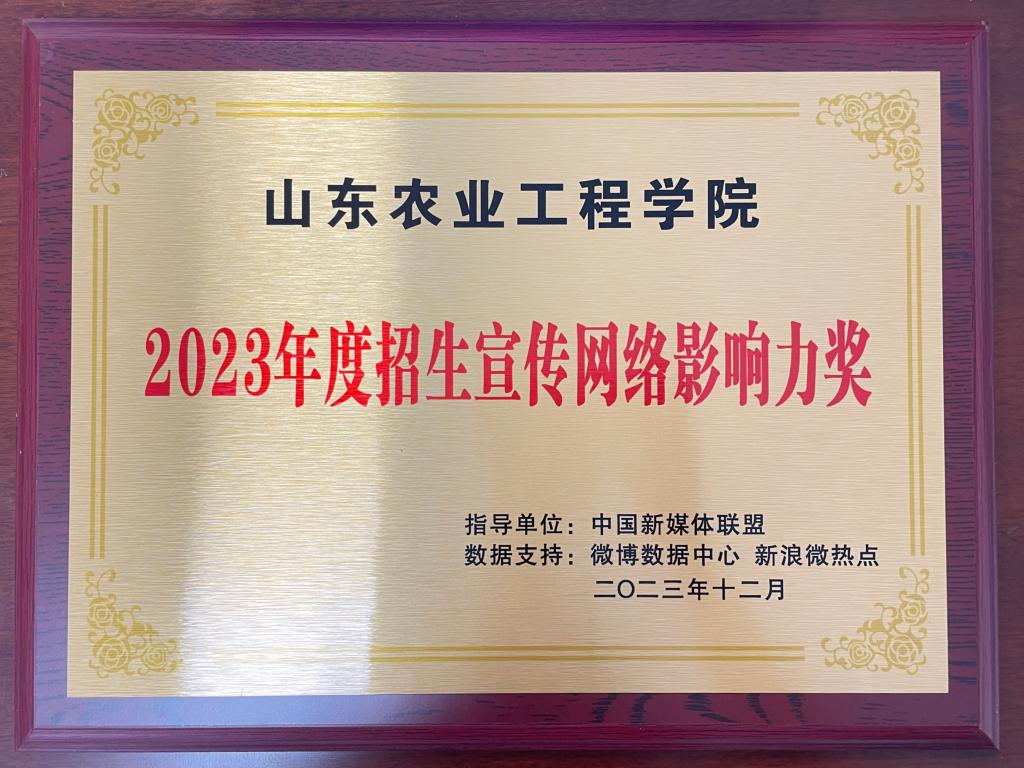 山东农业工程学院
2023年度招生宣传网络影响力奖
指导单位：中国新媒体联盟
数据支持：微博数据中心 新浪微热点
二〇二三年十二月